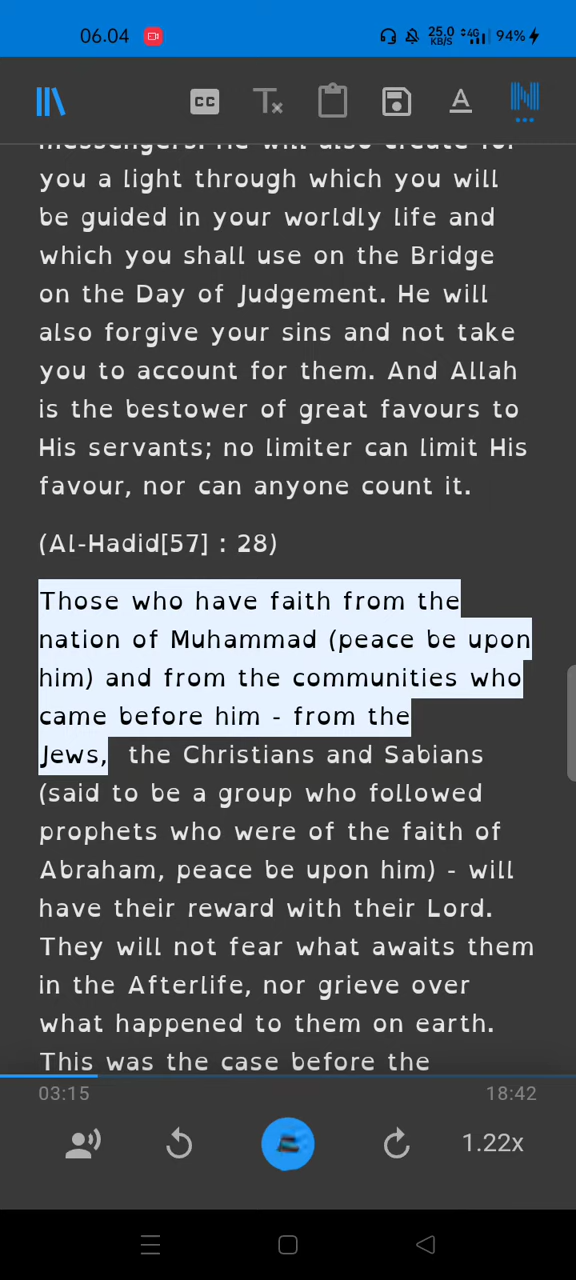 06.04
25.0
KB/S
4G
94%
CC
messengers. He will also create for
you a light through which you will
be guided in your worldly life and
which you shall use on the Bridge
on the Day of Judgement. He will
also forgive your sins and not take
you to account for them. And Allah
is the bestower of great favours to
His servants; no limiter can limit His
favour, nor can anyone count it.
(Al-Hadid[57] : 28)
Those who have faith from the
nation of Muhammad (peace be upon
him) and from the communities who
came before him - from the
Jews,  the Christians and Sabians
(said to be a group who followed
prophets who were of the faith of
Abraham, peace be upon him) - will
have their reward with their Lord.
They will not fear what awaits them
in the Afterlife, nor grieve over
what happened to them on earth.
This was the case before the
03:15
18:42
1.22x